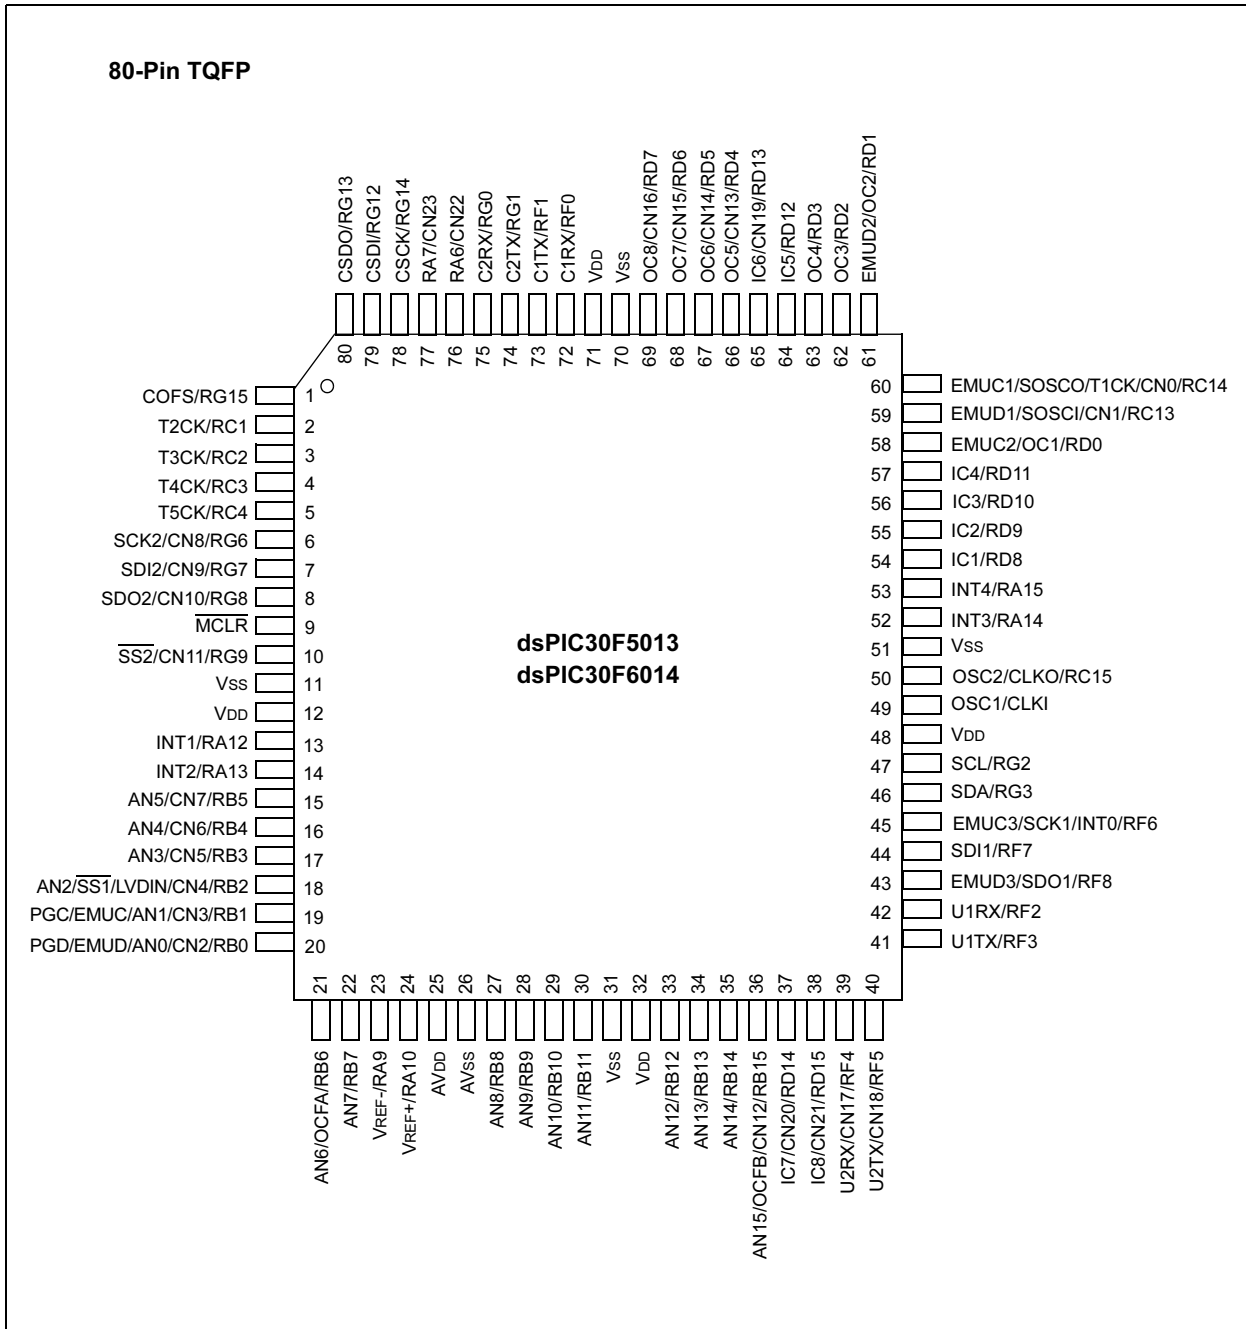 80-Pin TQFP
CSDO/RG13
CSDI/RG12
CSCK/RG14
RA7/CN23
RA6/CN22
C2RX/RG0
C2TX/RG1
C1TX/RF1
C1RX/RF0
VDD
VSS
OC8/CN16/RD7
OC7/CN15/RD6
OC6/CN14/RD5
OC5/CN13/RD4
IC6/CN19/RD13
IC5/RD12
OC4/RD3
OC3/RD2
EMUD2/OC2/RD1
80
79
78
77
76
75
74
73
72
71
70
69
68
67
66
65
64
63
62
61
COFS/RG15 1
T2CK/RC1 2
T3CK/RC2 3
T4CK/RC3 4
T5CK/RC4 5
SCK2/CN8/RG6 6
SDI2/CN9/RG7 7
SDO2/CN10/RG8 8
MCLR 9
SS2/CN11/RG9 10
VSS 11
VDD 12
INT1/RA12 13
INT2/RA13 14
AN5/CN7/RB5 15
AN4/CN6/RB4 16
AN3/CN5/RB3 17
AN2/SS1/LVDIN/CN4/RB2 18
PGC/EMUC/AN1/CN3/RB1 19
PGD/EMUD/AN0/CN2/RB0 20
dsPIC30F5013
dsPIC30F6014
60 EMUC1/SOSCO/T1CK/CN0/RC14
59 EMUD1/SOSCI/CN1/RC13
58 EMUC2/OC1/RD0
57 IC4/RD11
56 IC3/RD10
55 IC2/RD9
54 IC1/RD8
53 INT4/RA15
52 INT3/RA14
51 VSS
50 OSC2/CLKO/RC15
49 OSC1/CLKI
48 VDD
47 SCL/RG2
46 SDA/RG3
45 EMUC3/SCK1/INT0/RF6
44 SDI1/RF7
43 EMUD3/SDO1/RF8
42 U1RX/RF2
41 U1TX/RF3
21
22
23
24
25
26
27
28
29
30
31
32
33
34
35
36
37
38
39
40
AN6/OCFA/RB6
AN7/RB7
VREF-/RA9
VREF+/RA10
AVDD
AVSS
AN8/RB8
AN9/RB9
AN10/RB10
AN11/RB11
VSS
VDD
AN12/RB12
AN13/RB13
AN14/RB14
AN15/OCFB/CN12/RB15
IC7/CN20/RD14
IC8/CN21/RD15
U2RX/CN17/RF4
U2TX/CN18/RF5